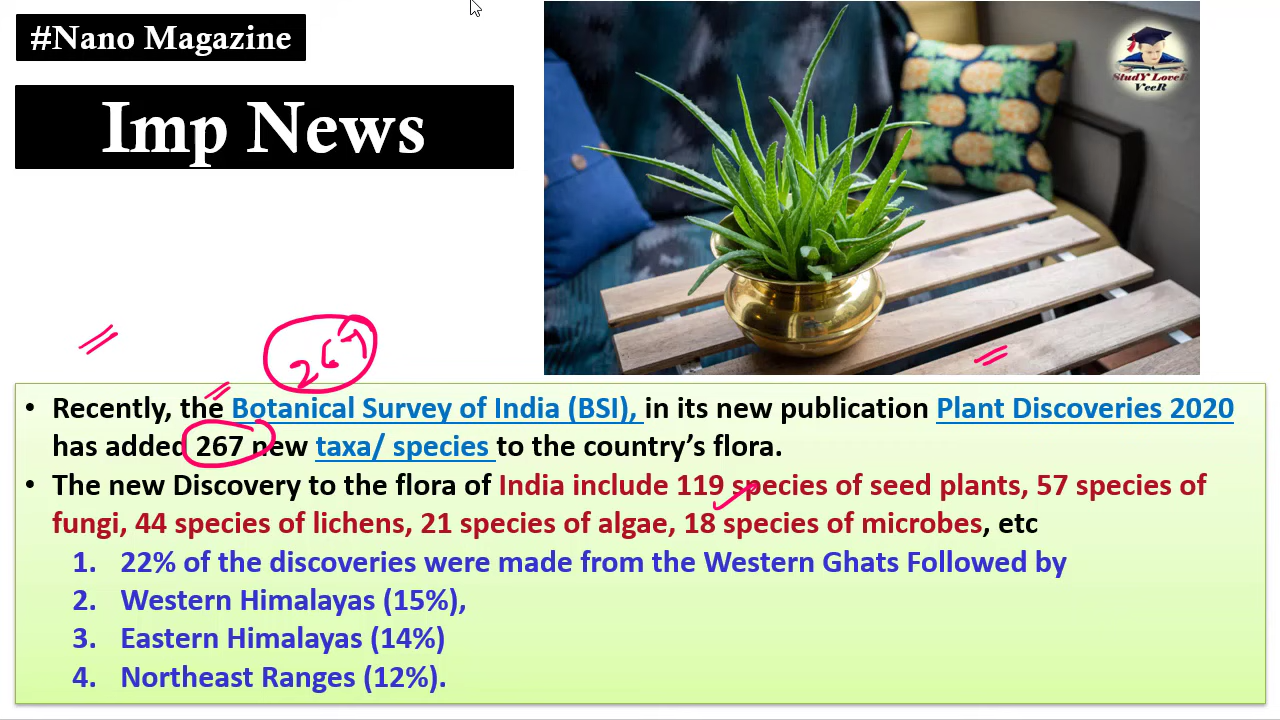 #Nano Magazine
Imp News
StudY LoveR
VeeR
267
• Recently, the Botanical Survey of India (BSI), in its new publication Plant Discoveries 2020
has added 267 new taxa/ species to the country’s flora.
• The new Discovery to the flora of India include 119 species of seed plants, 57 species of
fungi, 44 species of lichens, 21 species of algae, 18 species of microbes, etc
1. 22% of the discoveries were made from the Western Ghats Followed by
2. Western Himalayas (15%),
3. Eastern Himalayas (14%)
4. Northeast Ranges (12%).